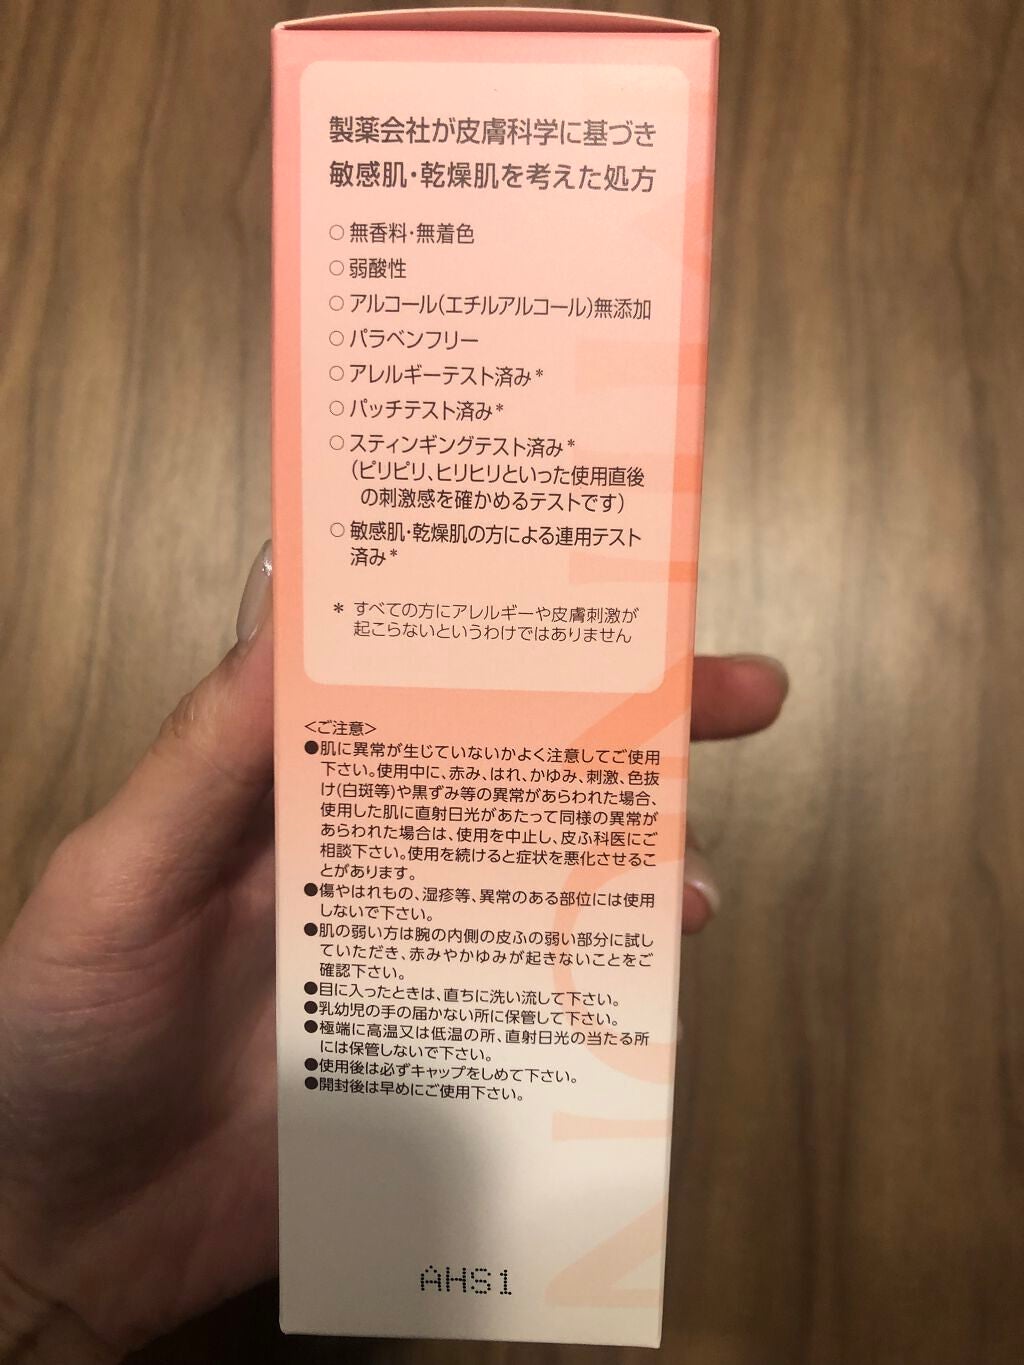 製薬会社が皮膚科学に基づき
敏感肌・乾燥肌を考えた処方
○ 無香料・無着色
○ 弱酸性
○ アルコール(エチルアルコール)無添加
○ パラベンフリー
○ アレルギーテスト済み*
○ パッチテスト済み*
○ スティンギングテスト済み*
(ピリピリ、ヒリヒリといった使用直後
の刺激感を確かめるテストです)
○ 敏感肌・乾燥肌の方による連用テスト
済み*
* すべての方にアレルギーや皮膚刺激が
起こらないというわけではありません
<ご注意>
●肌に異常が生じていないかよく注意してご使用
下さい。使用中に、赤み、はれ、かゆみ、刺激、色抜
け(白斑等)や黒ずみ等の異常があらわれた場合、
使用した肌に直射日光があたって同様の異常が
あらわれた場合は、使用を中止し、皮ふ科医にご
相談下さい。使用を続けると症状を悪化させるこ
とがあります。
●傷やはれもの、湿疹等、異常のある部位には使用
しないで下さい。
●肌の弱い方は腕の内側の皮ふの弱い部分に試し
ていただき、赤みやかゆみが起きないことをご
確認下さい。
●目に入ったときは、直ちに洗い流して下さい。
●乳幼児の手の届かない所に保管して下さい。
●極端に高温又は低温の所、直射日光の当たる所
には保管しないで下さい。
●使用後は必ずキャップをしめて下さい。
●開封後は早めにご使用下さい。
AHS1